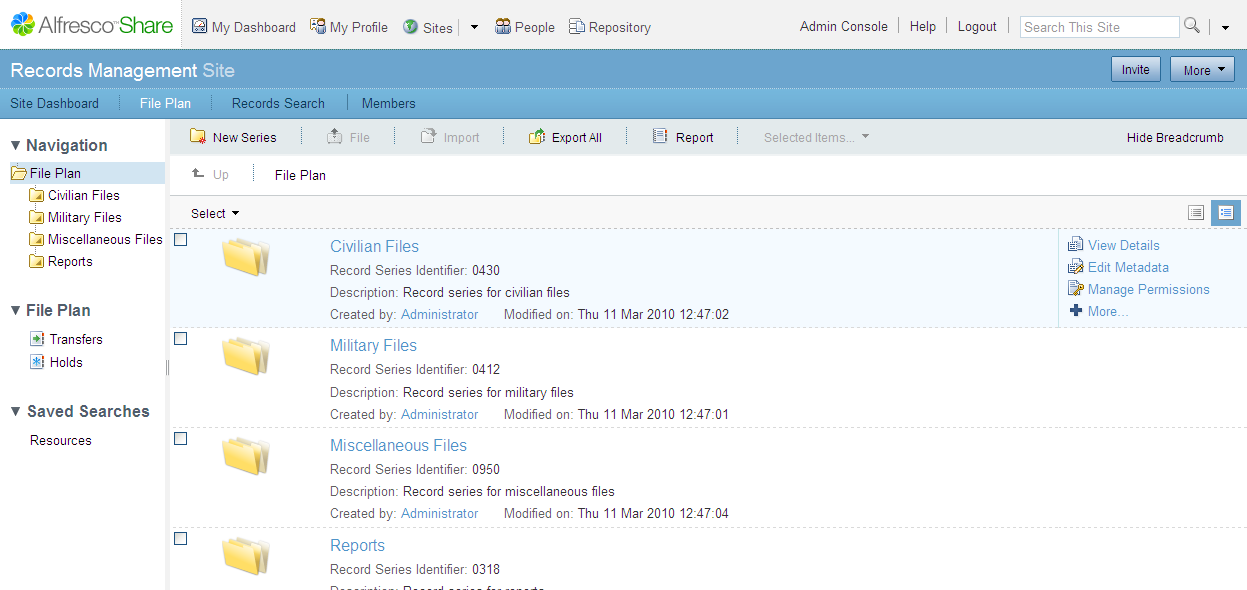 Alfresco™ Share My Dashboard My Profile Sites People Repository Admin Console Help Logout Search This Site
Records Management Site Invite More
Site Dashboard File Plan Records Search Members
New Series File Import Export All Report Selected Items... Hide Breadcrumb
Up File Plan
Select
Navigation
File Plan
Civilian Files
Military Files
Miscellaneous Files
Reports
File Plan
Transfers
Holds
Saved Searches
Resources
Civilian Files
Record Series Identifier: 0430
Description: Record series for civilian files
Created by: Administrator Modified on: Thu 11 Mar 2010 12:47:02
View Details
Edit Metadata
Manage Permissions
More...
Military Files
Record Series Identifier: 0412
Description: Record series for military files
Created by: Administrator Modified on: Thu 11 Mar 2010 12:47:01
Miscellaneous Files
Record Series Identifier: 0950
Description: Record series for miscellaneous files
Created by: Administrator Modified on: Thu 11 Mar 2010 12:47:04
Reports
Record Series Identifier: 0318
Description: Record series for reports